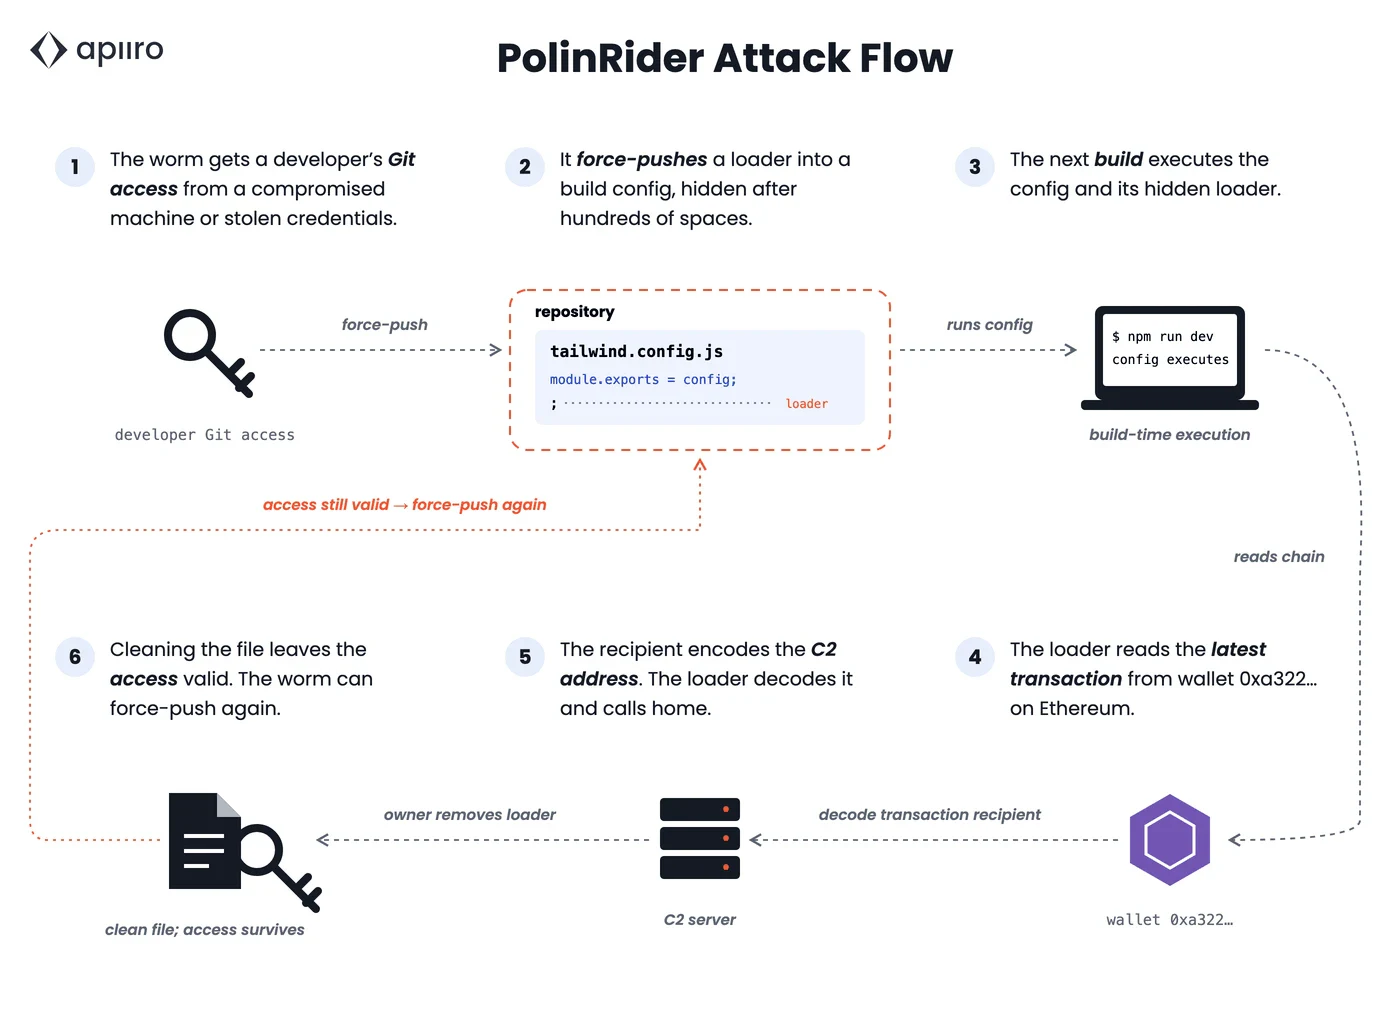 apiiro
PolinRider Attack Flow
1
The worm gets a developer's Git
access from a compromised
machine or stolen credentials.
2
It force-pushes a loader into a
build config, hidden after
hundreds of spaces.
3
The next build executes the
config and its hidden loader.
force-push
repository
tailwind.config.js
module.exports = config;
; ······························ loader
runs config
$ npm run dev
config executes
developer Git access
build-time execution
access still valid → force-push again
reads chain
6
Cleaning the file leaves the
access valid. The worm can
force-push again.
5
The recipient encodes the C2
address. The loader decodes it
and calls home.
4
The loader reads the latest
transaction from wallet 0xa322…
on Ethereum.
owner removes loader
decode transaction recipient
clean file; access survives
C2 server
wallet 0xa322…